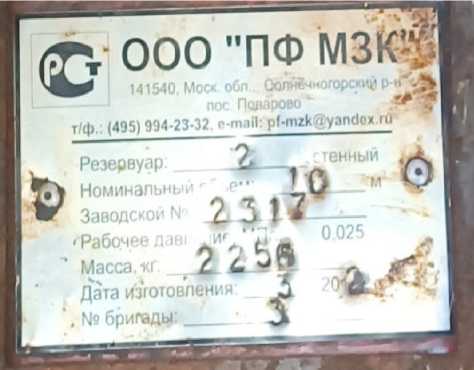 РСТ
ООО "ПФ МЗК"
141540, Моск. обл., Солнечногорский р-н
пос. Поварово
т/ф.: (495) 994-23-32, e-mail: pf-mzk@yandex.ru
Резервуар: 2 стенный
Номинальный объем: 10 м
Заводской № 2317
Рабочее 0.025
Масса, кг. 2256
Дата изготовления: 3
№ бригады: 3